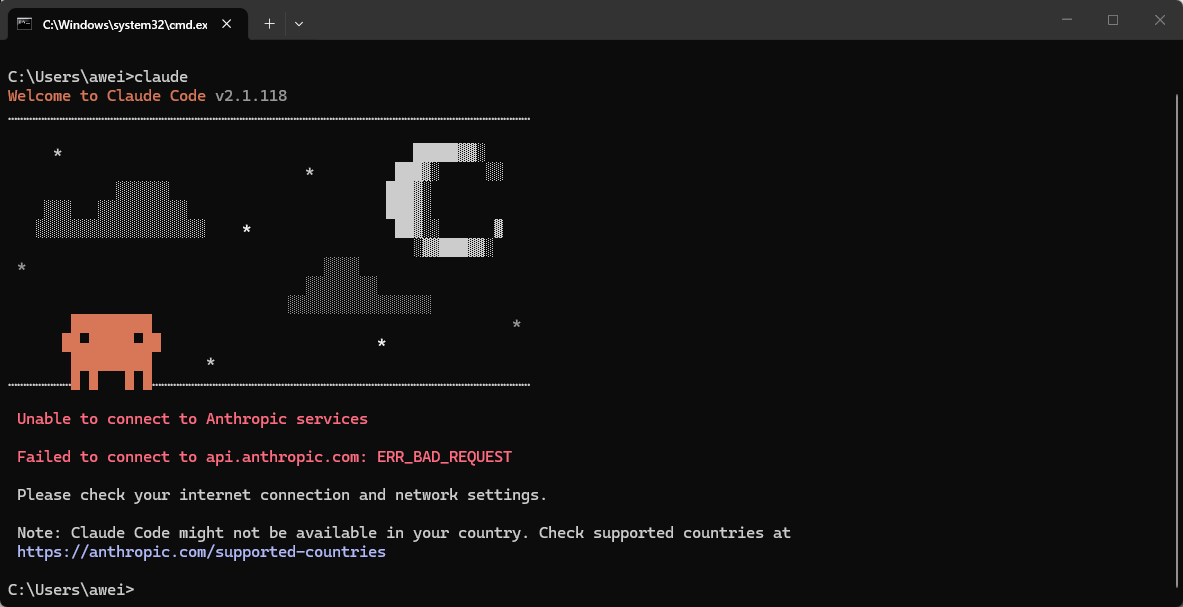 C:\Windows\system32\cmd.ex
C:\Users\awei>claude
Welcome to Claude Code v2.1.118
* 
*
*
*
*
*
*
Unable to connect to Anthropic services
Failed to connect to api.anthropic.com: ERR_BAD_REQUEST
Please check your internet connection and network settings.
Note: Claude Code might not be available in your country. Check supported countries at
https://anthropic.com/supported-countries
C:\Users\awei>